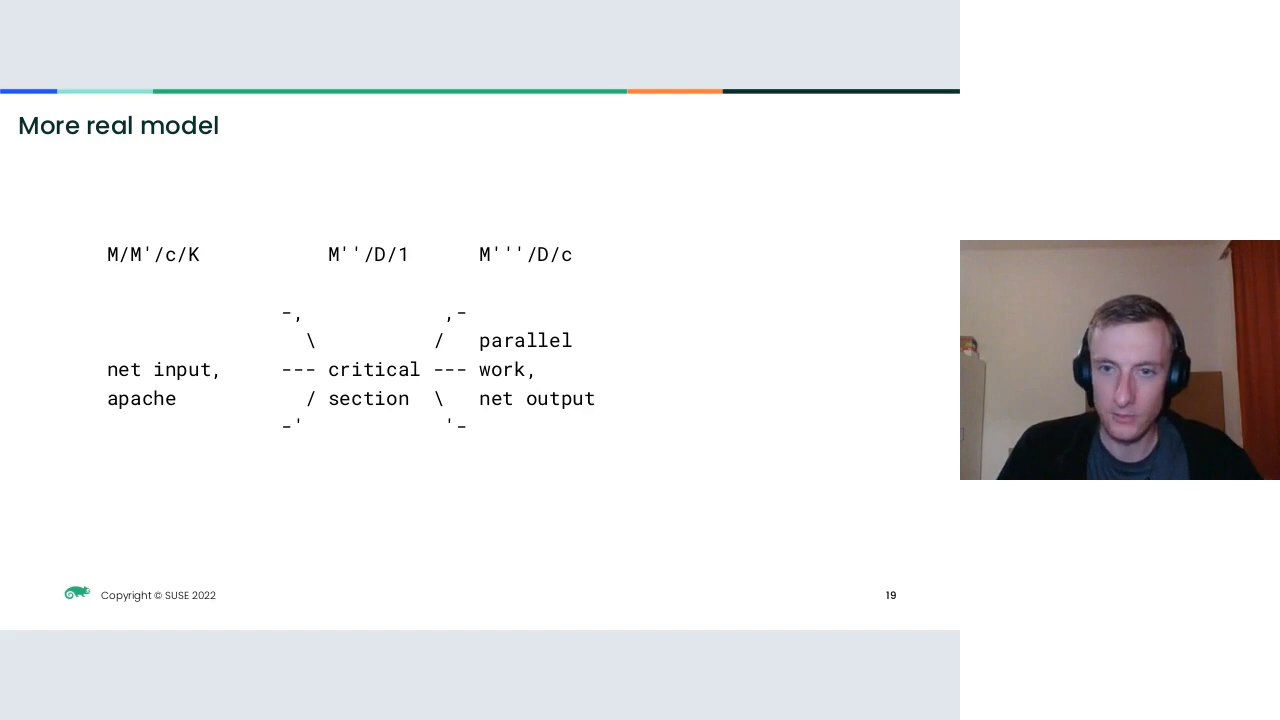 More real model
M/M'/c/K M''/D/1 M'''/D/c
-, ,-
\ / parallel
net input, --- critical --- work,
apache / section \ net output
-' '-
Copyright © SUSE 2022
19